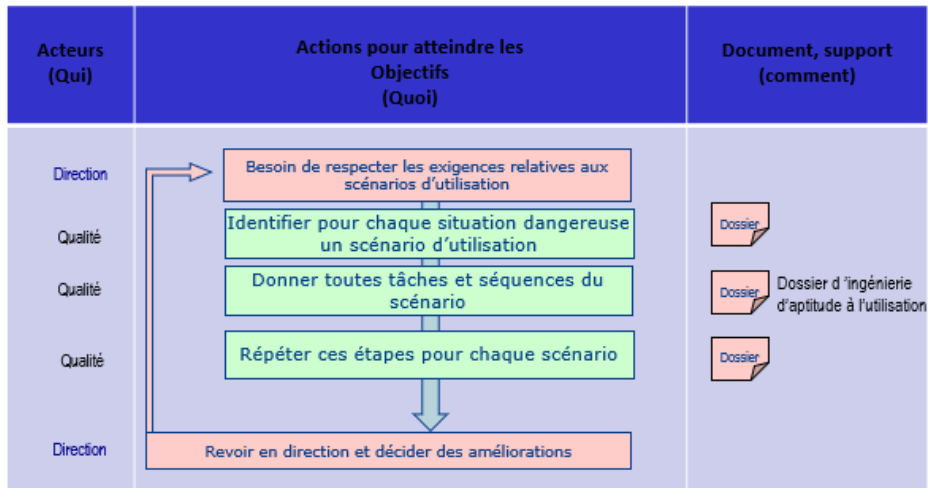 Acteurs
(Qui)
Actions pour atteindre les
Objectifs
(Quoi)
Document, support
(comment)
Direction
Besoin de respecter les exigences relatives aux
scénarios d'utilisation
Qualité
Identifier pour chaque situation dangereuse
un scénario d'utilisation
Dossier
Qualité
Donner toutes tâches et séquences du
scénario
Dossier
Dossier d 'ingénierie
d'aptitude à l'utilisation
Qualité
Répéter ces étapes pour chaque scénario
Dossier
Direction
Revoir en direction et décider des améliorations